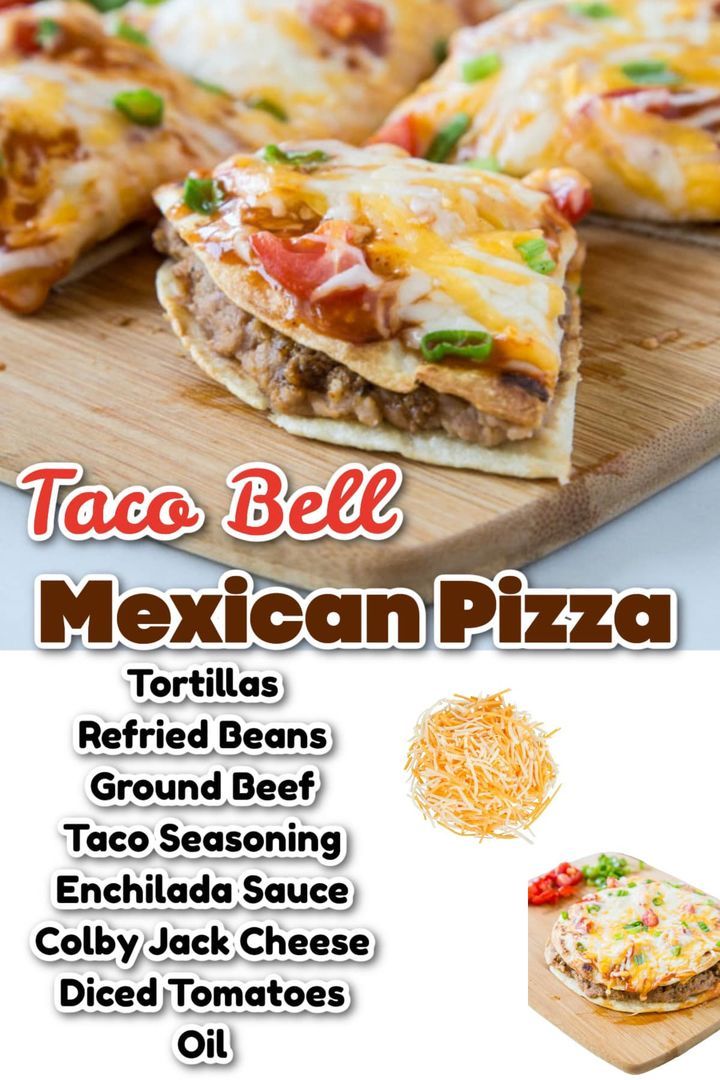 Taco Bell
Mexican Pizza
Tortillas
Refried Beans
Ground Beef
Taco Seasoning
Enchilada Sauce
Colby Jack Cheese
Diced Tomatoes
Oil